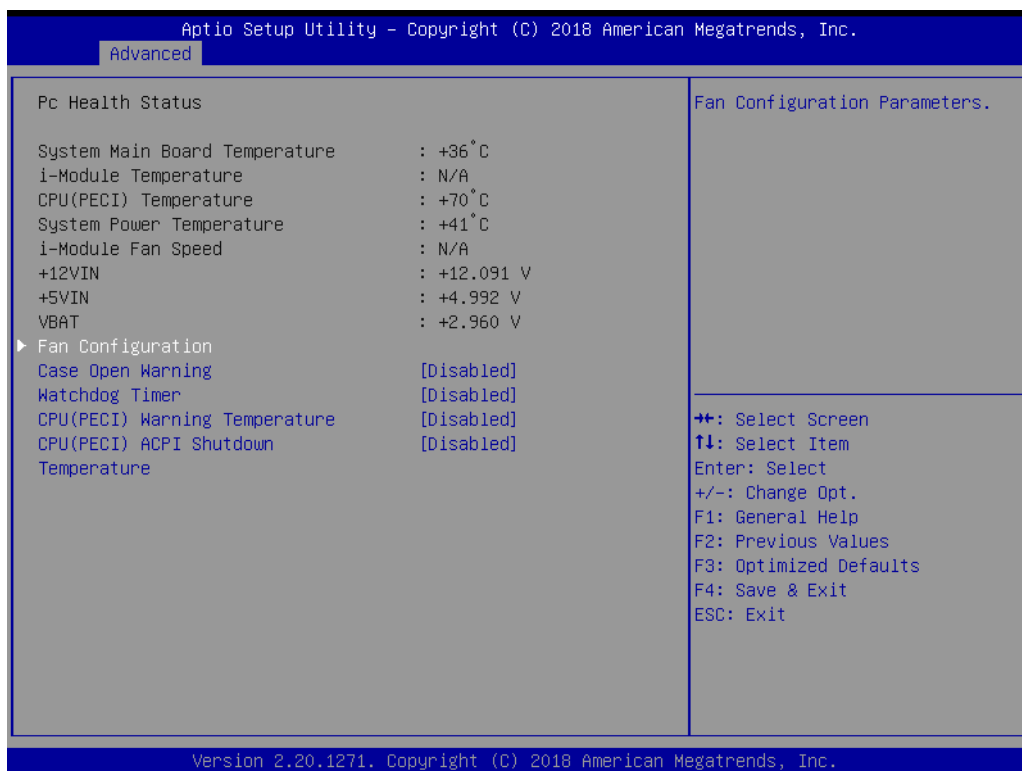 Aptio Setup Utility – Copyright (C) 2018 American Megatrends, Inc.
Advanced
Pc Health Status
System Main Board Temperature : +36°C
i-Module Temperature : N/A
CPU(PECI) Temperature : +70°C
System Power Temperature : +41°C
i-Module Fan Speed : N/A
+12VIN : +12.091 V
+5VIN : +4.992 V
VBAT : +2.960 V
► Fan Configuration
Case Open Warning [Disabled]
Watchdog Timer [Disabled]
CPU(PECI) Warning Temperature [Disabled]
CPU(PECI) ACPI Shutdown [Disabled]
Temperature
Fan Configuration Parameters.
→←: Select Screen
↑↓: Select Item
Enter: Select
+/-: Change Opt.
F1: General Help
F2: Previous Values
F3: Optimized Defaults
F4: Save & Exit
ESC: Exit
Version 2.20.1271. Copyright (C) 2018 American Megatrends, Inc.